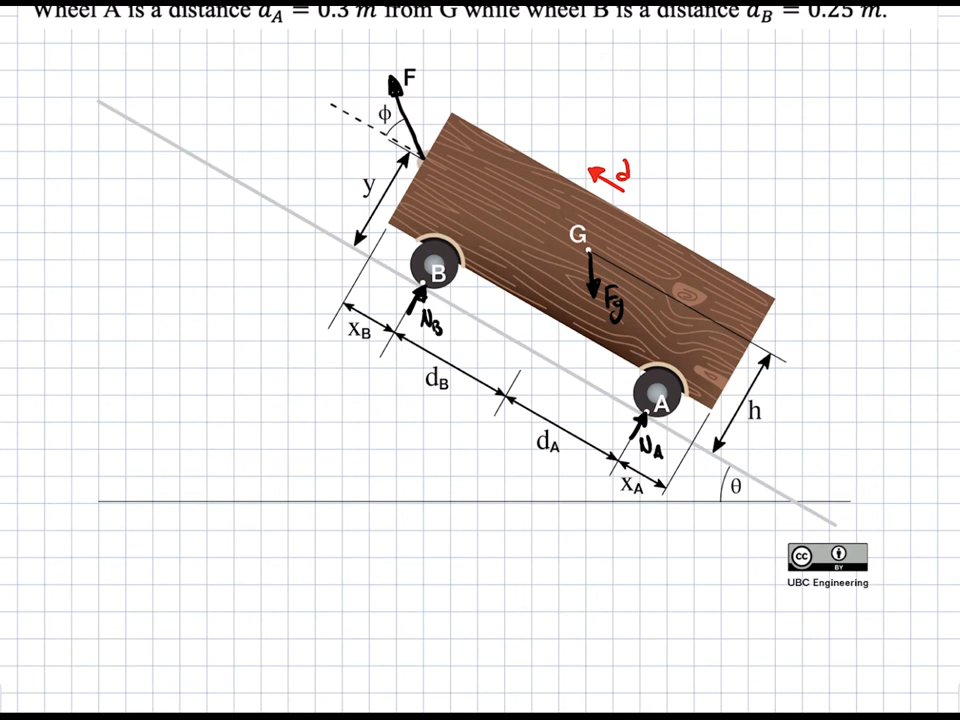 Wheel A is a distance d_A = 0.3 m from G while wheel B is a distance d_B = 0.25 m.
F
ϕ
y
d
G
Fg
B
N_B
x_B
d_B
A
N_A
h
d_A
x_A
θ
cc
BY
UBC Engineering